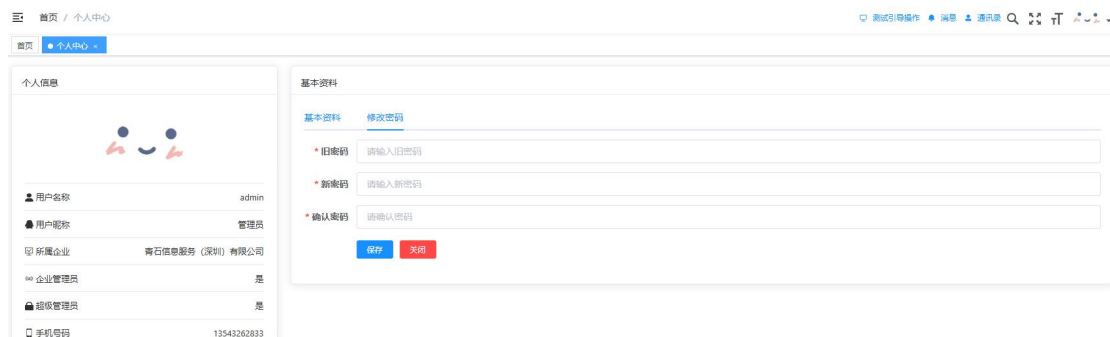 首页 / 个人中心
测试引导操作 消息 通讯录
首页 个人中心 ×
个人信息
用户名称 admin
用户昵称 管理员
所属企业 青石信息服务（深圳）有限公司
企业管理员 是
超级管理员 是
手机号码 13543262833
基本资料
基本资料 修改密码
* 旧密码 请输入旧密码
* 新密码 请输入新密码
* 确认密码 请确认密码
保存 关闭